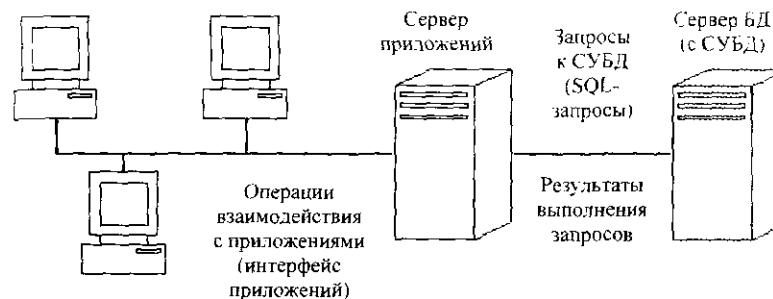 Сервер
приложений
Запросы
к СУБД
(SQL-
запросы)
Сервер БД
(с СУБД)
Операции
взаимодействия
с приложениями
(интерфейс
приложений)
Результаты
выполнения
запросов